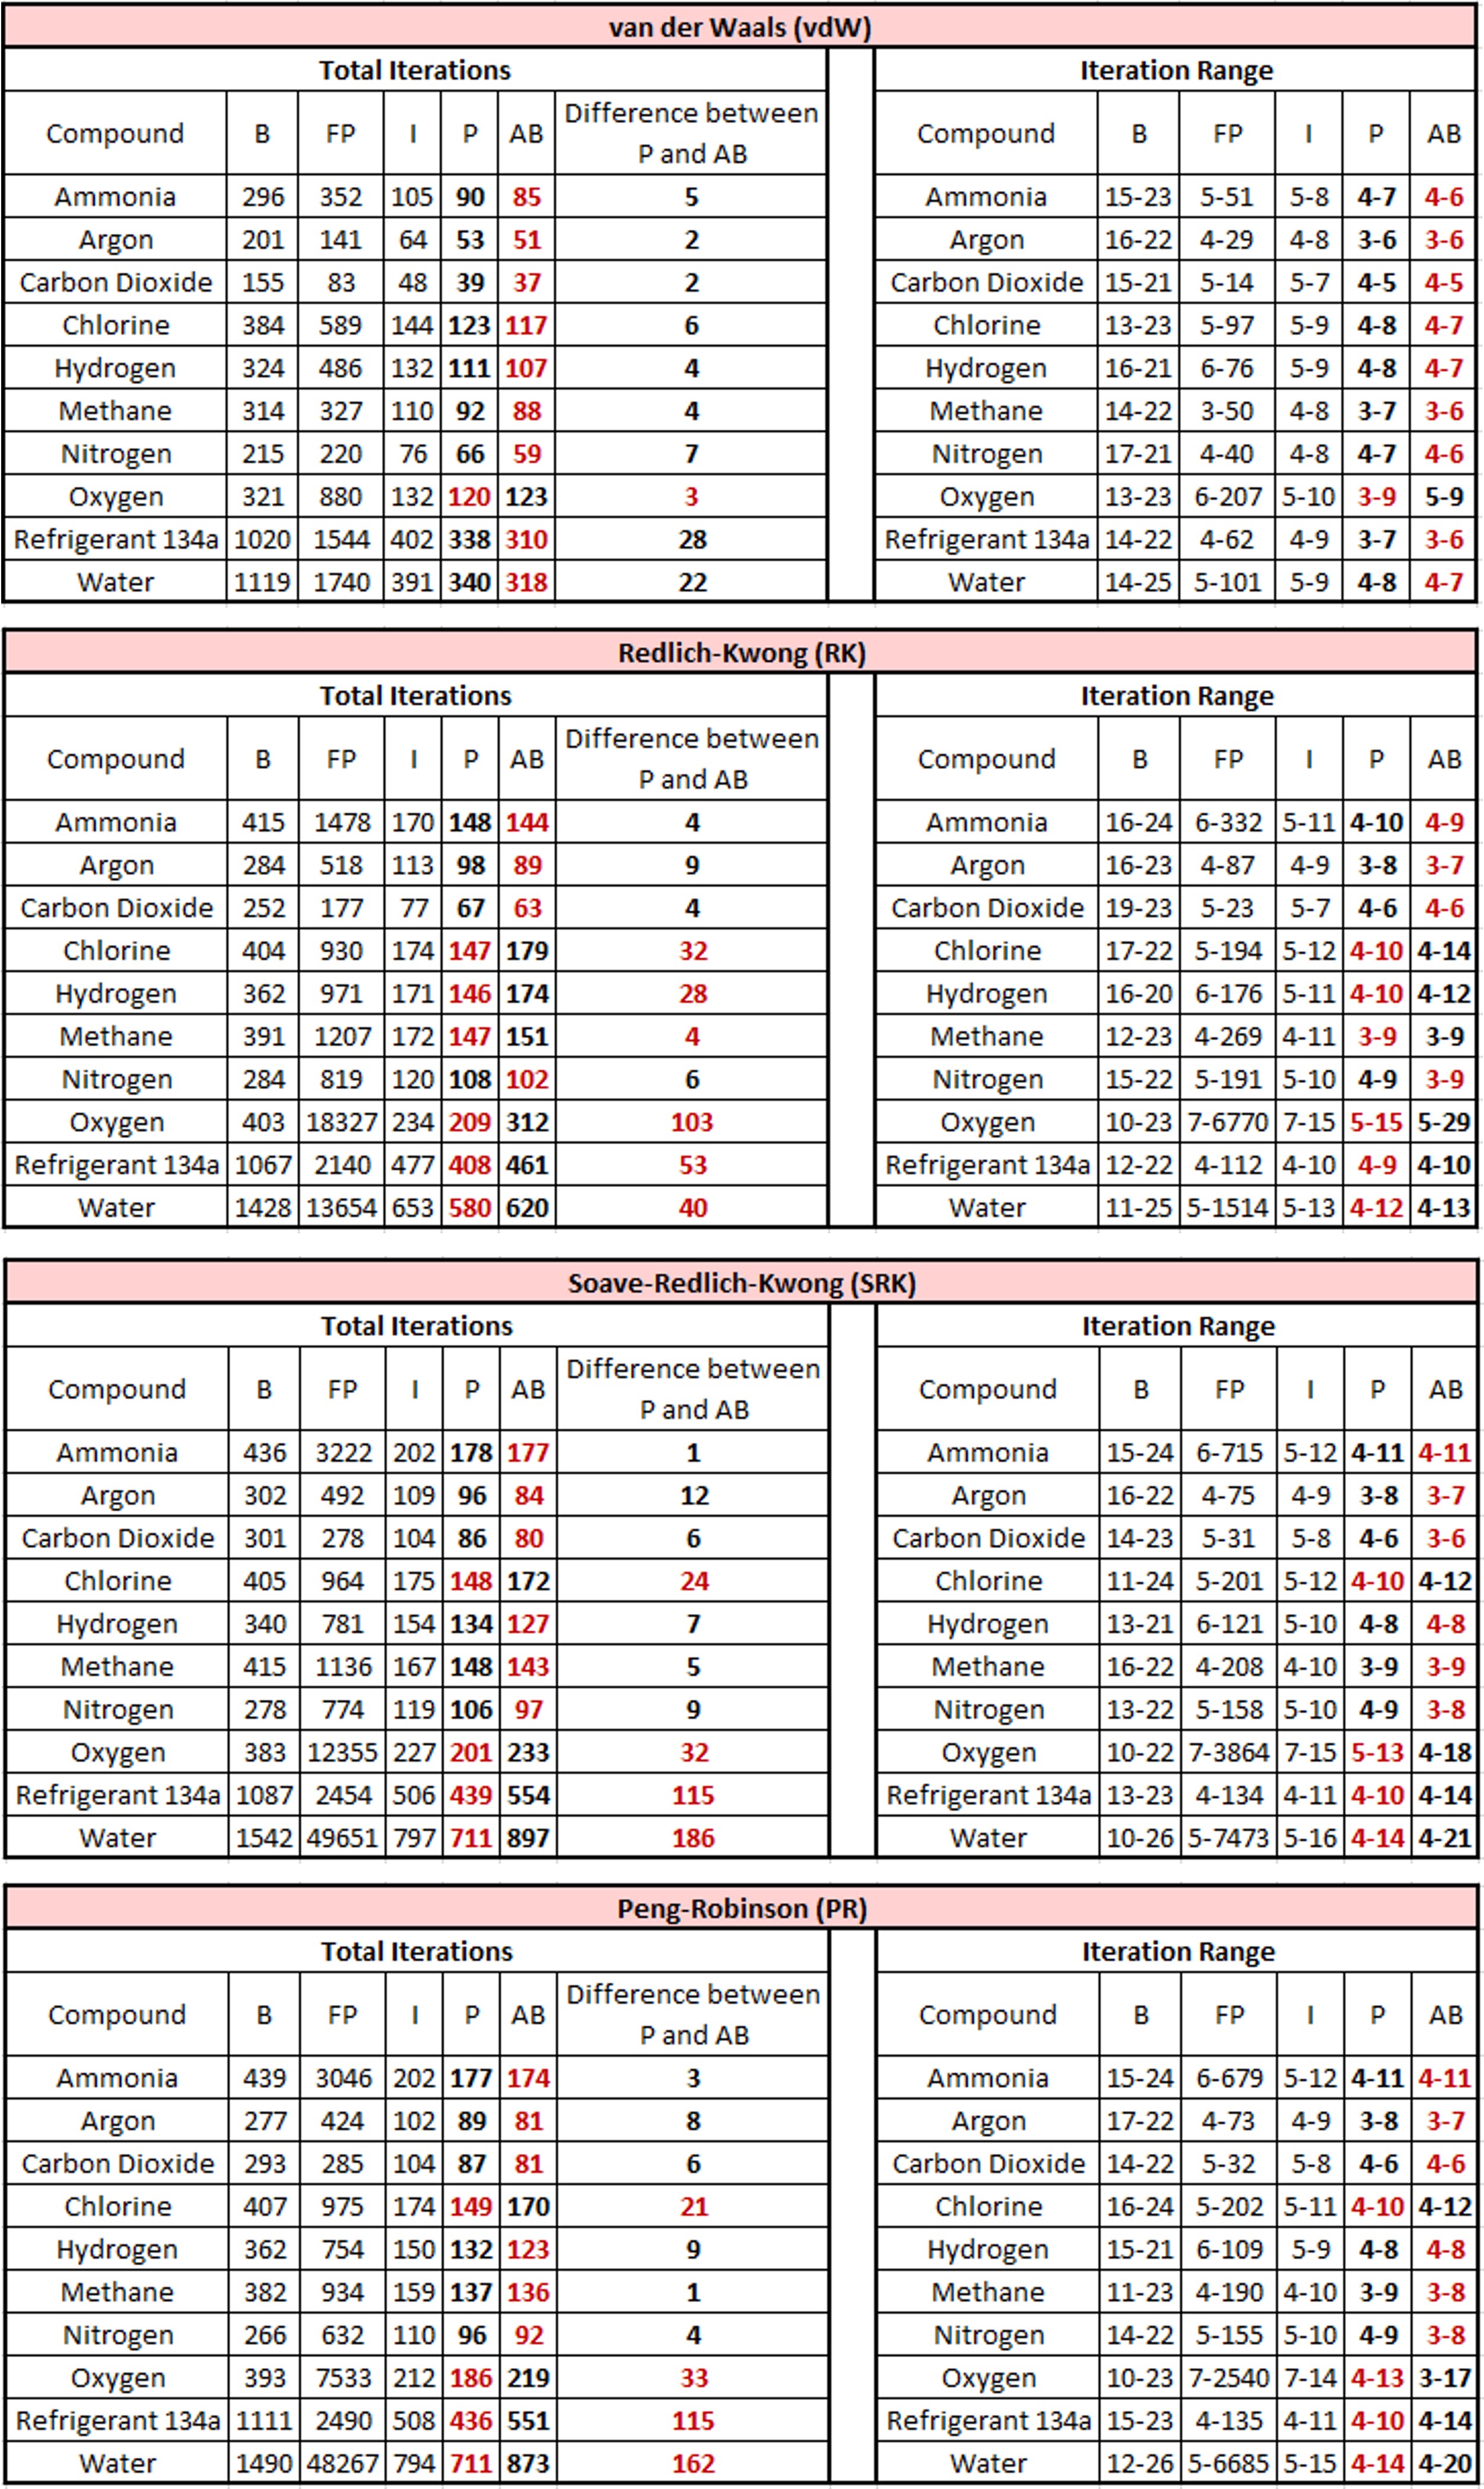 van der Waals (vdW)
Total Iterations Iteration Range
Compound B FP I P AB Difference between P and AB Compound B FP I P AB
Ammonia 296 352 105 90 85 5 Ammonia 15-23 5-51 5-8 4-7 4-6
Argon 201 141 64 53 51 2 Argon 16-22 4-29 4-8 3-6 3-6
Carbon Dioxide 155 83 48 39 37 2 Carbon Dioxide 15-21 5-14 5-7 4-5 4-5
Chlorine 384 589 144 123 117 6 Chlorine 13-23 5-97 5-9 4-8 4-7
Hydrogen 324 486 132 111 107 4 Hydrogen 16-21 6-76 5-9 4-8 4-7
Methane 314 327 110 92 88 4 Methane 14-22 3-50 4-8 3-7 3-6
Nitrogen 215 220 76 66 59 7 Nitrogen 17-21 4-40 4-8 4-7 4-6
Oxygen 321 880 132 120 123 3 Oxygen 13-23 6-207 5-10 3-9 5-9
Refrigerant 134a 1020 1544 402 338 310 28 Refrigerant 134a 14-22 4-62 4-9 3-7 3-6
Water 1119 1740 391 340 318 22 Water 14-25 5-101 5-9 4-8 4-7
Redlich-Kwong (RK)
Total Iterations Iteration Range
Compound B FP I P AB Difference between P and AB Compound B FP I P AB
Ammonia 415 1478 170 148 144 4 Ammonia 16-24 6-332 5-11 4-10 4-9
Argon 284 518 113 98 89 9 Argon 16-23 4-87 4-9 3-8 3-7
Carbon Dioxide 252 177 77 67 63 4 Carbon Dioxide 19-23 5-23 5-7 4-6 4-6
Chlorine 404 930 174 147 179 32 Chlorine 17-22 5-194 5-12 4-10 4-14
Hydrogen 362 971 171 146 174 28 Hydrogen 16-20 6-176 5-11 4-10 4-12
Methane 391 1207 172 147 151 4 Methane 12-23 4-269 4-11 3-9 3-9
Nitrogen 284 819 120 108 102 6 Nitrogen 15-22 5-191 5-10 4-9 3-9
Oxygen 403 18327 234 209 312 103 Oxygen 10-23 7-6770 7-15 5-15 5-29
Refrigerant 134a 1067 2140 477 408 461 53 Refrigerant 134a 12-22 4-112 4-10 4-9 4-10
Water 1428 13654 653 580 620 40 Water 11-25 5-1514 5-13 4-12 4-13
Soave-Redlich-Kwong (SRK)
Total Iterations Iteration Range
Compound B FP I P AB Difference between P and AB Compound B FP I P AB
Ammonia 436 3222 202 178 177 1 Ammonia 15-24 6-715 5-12 4-11 4-11
Argon 302 492 109 96 84 12 Argon 16-22 4-75 4-9 3-8 3-7
Carbon Dioxide 301 278 104 86 80 6 Carbon Dioxide 14-23 5-31 5-8 4-6 3-6
Chlorine 405 964 175 148 172 24 Chlorine 11-24 5-201 5-12 4-10 4-12
Hydrogen 340 781 154 134 127 7 Hydrogen 13-21 6-121 5-10 4-8 4-8
Methane 415 1136 167 148 143 5 Methane 16-22 4-208 4-10 3-9 3-9
Nitrogen 278 774 119 106 97 9 Nitrogen 13-22 5-158 5-10 4-9 3-8
Oxygen 383 12355 227 201 233 32 Oxygen 10-22 7-3864 7-15 5-13 4-18
Refrigerant 134a 1087 2454 506 439 554 115 Refrigerant 134a 13-23 4-134 4-11 4-10 4-14
Water 1542 49651 797 711 897 186 Water 10-26 5-7473 5-16 4-14 4-21
Peng-Robinson (PR)
Total Iterations Iteration Range
Compound B FP I P AB Difference between P and AB Compound B FP I P AB
Ammonia 439 3046 202 177 174 3 Ammonia 15-24 6-679 5-12 4-11 4-11
Argon 277 424 102 89 81 8 Argon 17-22 4-73 4-9 3-8 3-7
Carbon Dioxide 293 285 104 87 81 6 Carbon Dioxide 14-22 5-32 5-8 4-6 4-6
Chlorine 407 975 174 149 170 21 Chlorine 16-24 5-202 5-11 4-10 4-12
Hydrogen 362 754 150 132 123 9 Hydrogen 15-21 6-109 5-9 4-8 4-8
Methane 382 934 159 137 136 1 Methane 11-23 4-190 4-10 3-9 3-8
Nitrogen 266 632 110 96 92 4 Nitrogen 14-22 5-155 5-10 4-9 3-8
Oxygen 393 7533 212 186 219 33 Oxygen 10-23 7-2540 7-14 4-13 3-17
Refrigerant 134a 1111 2490 508 436 551 115 Refrigerant 134a 15-23 4-135 4-11 4-10 4-14
Water 1490 48267 794 711 873 162 Water 12-26 5-6685 5-15 4-14 4-20